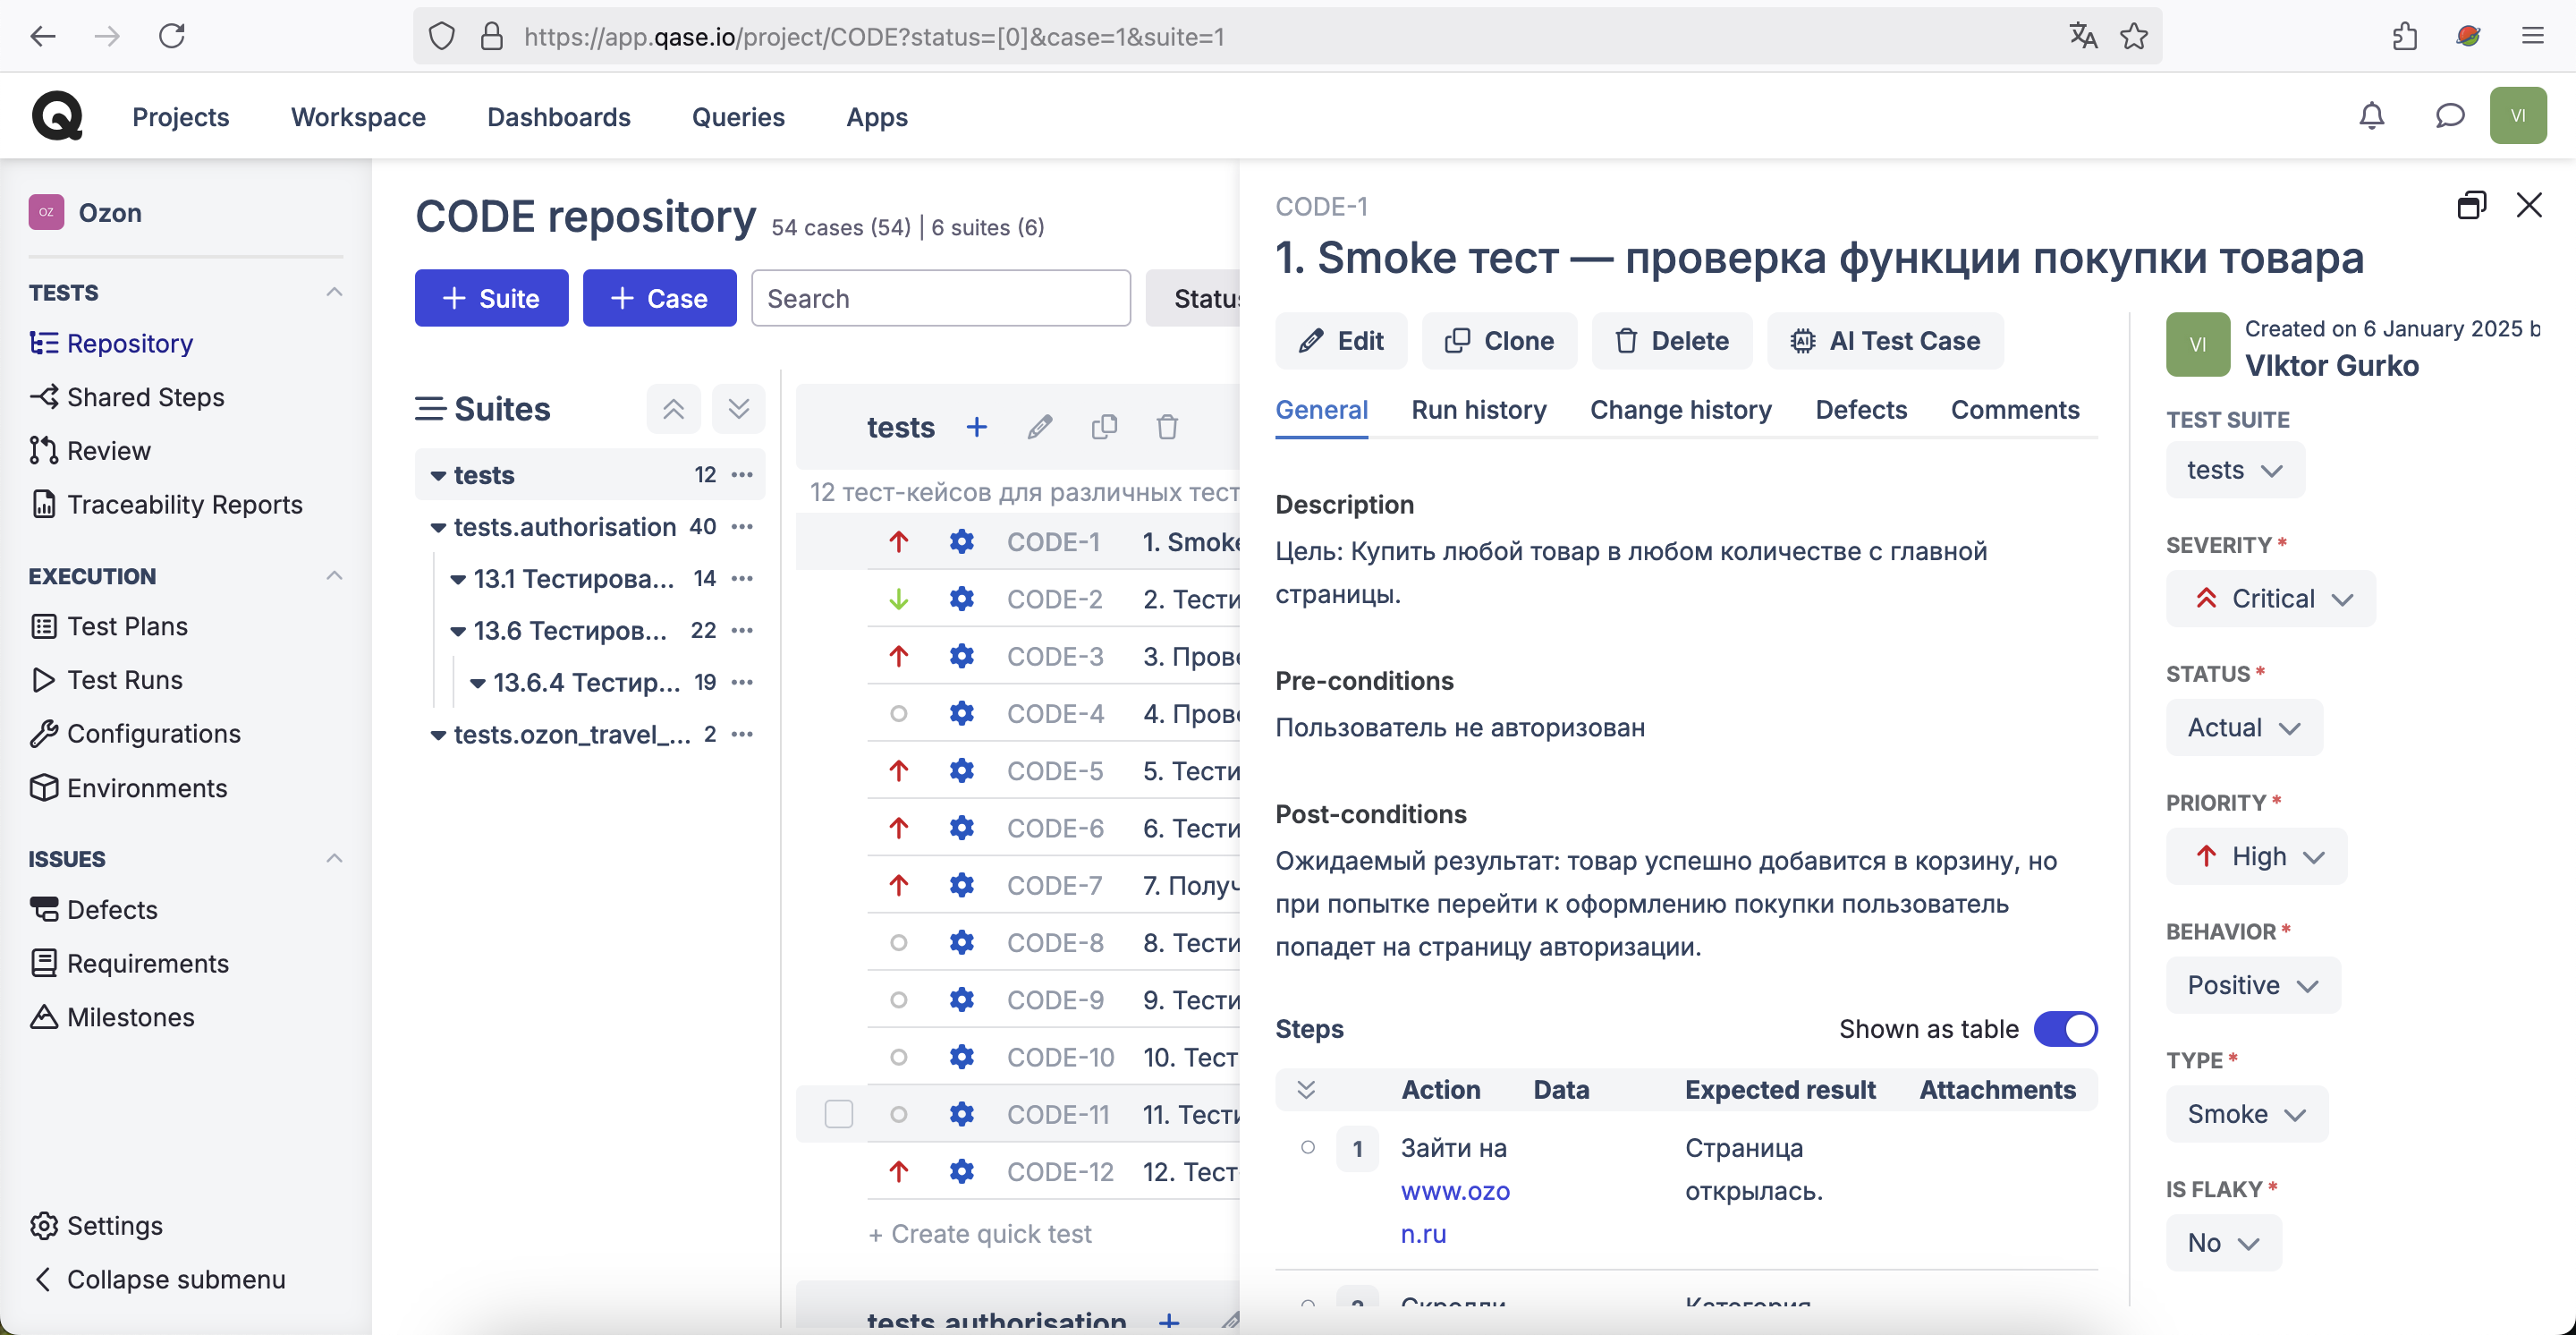 https://app.qase.io/project/CODE?status=[0]&case=1&suite=1
Projects
Workspace
Dashboards
Queries
Apps
VI
OZ
Ozon
TESTS
Repository
Shared Steps
Review
Traceability Reports
EXECUTION
Test Plans
Test Runs
Configurations
Environments
ISSUES
Defects
Requirements
Milestones
Settings
Collapse submenu
CODE repository 54 cases (54) | 6 suites (6)
+ Suite
+ Case
Search
Status
Suites
tests 12
tests.authorisation 40
13.1 Тестирова... 14
13.6 Тестиров... 22
13.6.4 Тестир... 19
tests.ozon_travel_... 2
tests
12 тест-кейсов для различных тест
CODE-1 1. Smoke
CODE-2 2. Тести
CODE-3 3. Прове
CODE-4 4. Прове
CODE-5 5. Тести
CODE-6 6. Тести
CODE-7 7. Получ
CODE-8 8. Тести
CODE-9 9. Тести
CODE-10 10. Тест
CODE-11 11. Тести
CODE-12 12. Тест-
+ Create quick test
tests.authorisation
CODE-1
1. Smoke тест — проверка функции покупки товара
Edit
Clone
Delete
AI Test Case
General
Run history
Change history
Defects
Comments
Description
Цель: Купить любой товар в любом количестве с главной
страницы.
Pre-conditions
Пользователь не авторизован
Post-conditions
Ожидаемый результат: товар успешно добавится в корзину, но
при попытке перейти к оформлению покупки пользователь
попадет на страницу авторизации.
Steps
Shown as table
Action Data Expected result Attachments
1 Зайти на Страница
www.ozo открылась.
n.ru
2 Скролли Категория
VI
Created on 6 January 2025 b
VIktor Gurko
TEST SUITE
tests
SEVERITY *
Critical
STATUS *
Actual
PRIORITY *
High
BEHAVIOR *
Positive
TYPE *
Smoke
IS FLAKY *
No